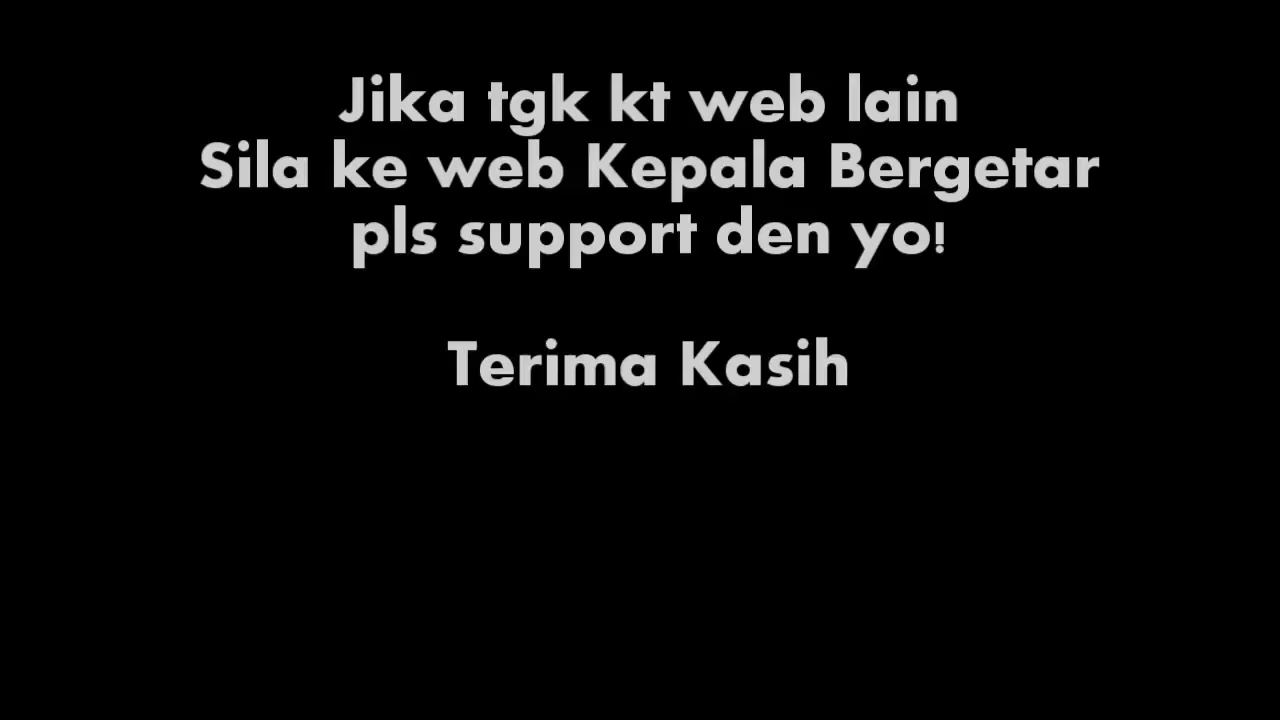 Jika tgk kt web lain
Sila ke web Kepala Bergetar
pls support den yo!
Terima Kasih